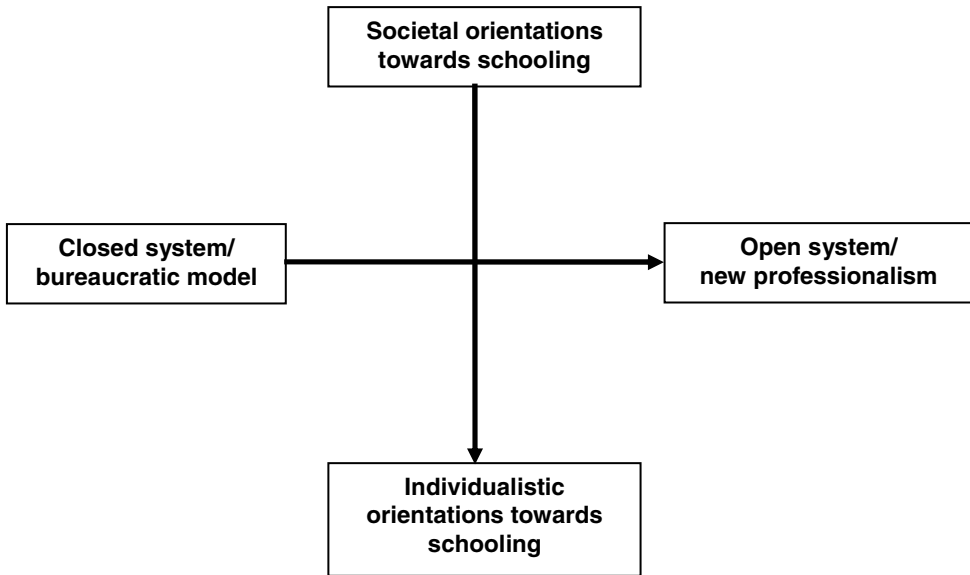 Societal orientations
towards schooling
Closed system/
bureaucratic model
Open system/
new professionalism
Individualistic
orientations towards
schooling